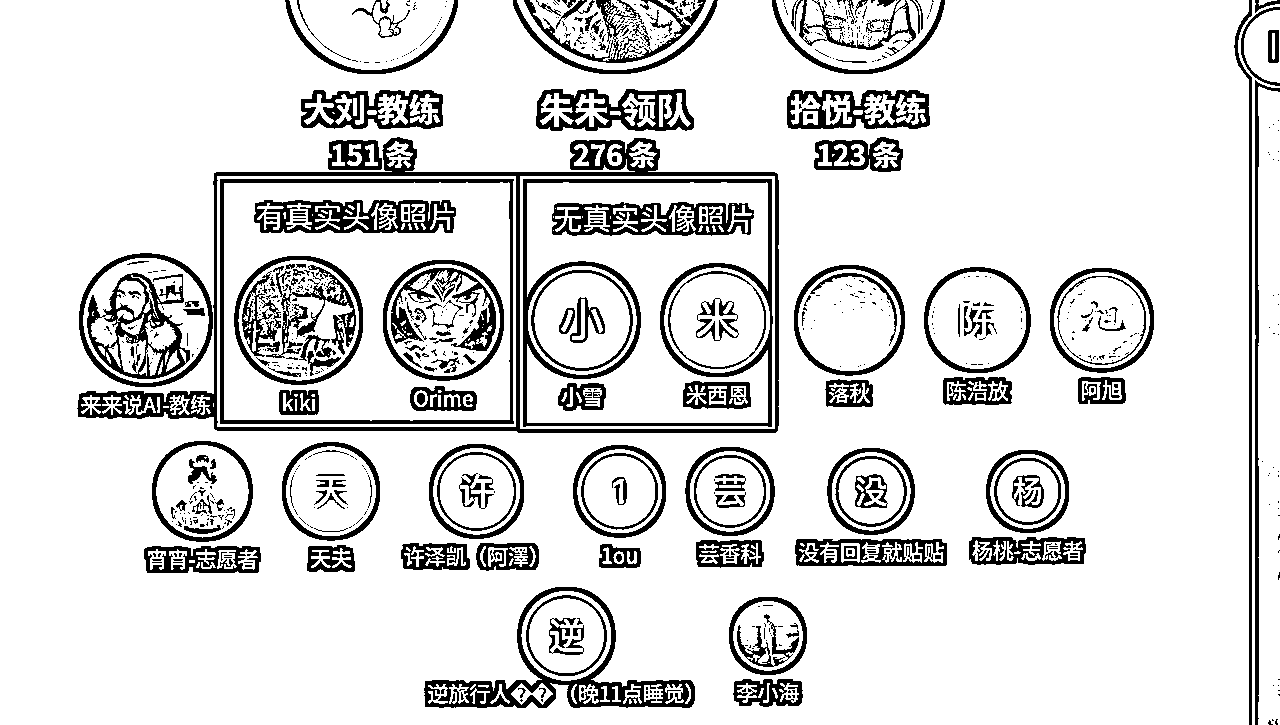 大刘-教练 朱朱-领队 拾悦-教练
151 条 276 条 123 条
有真实头像照片 无真实头像照片
小 米 陈 旭
来来说AI-教练 kiki Orime 小雪 米西恩 落秋 陈浩放 阿旭
天 许 1 芸 没 杨
宵宵-志愿者 天夫 许泽凯（阿澤） 1ou 芸香科 没有回复就贴贴 杨桃-志愿者
逆
逆旅行人��（晚11点睡觉） 李小海